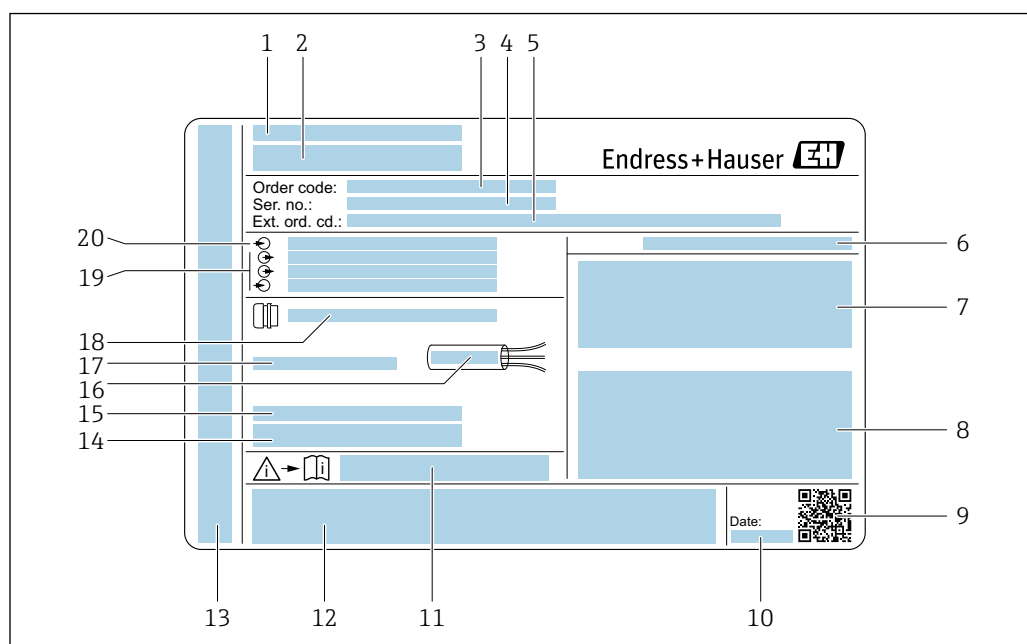 1 2 3 4 5
Endress+Hauser EH
Order code:
Ser. no.:
Ext. ord. cd.:
20
19
18
17
16
15
14
6
7
8
9
i i
Date:
13 12 11 10